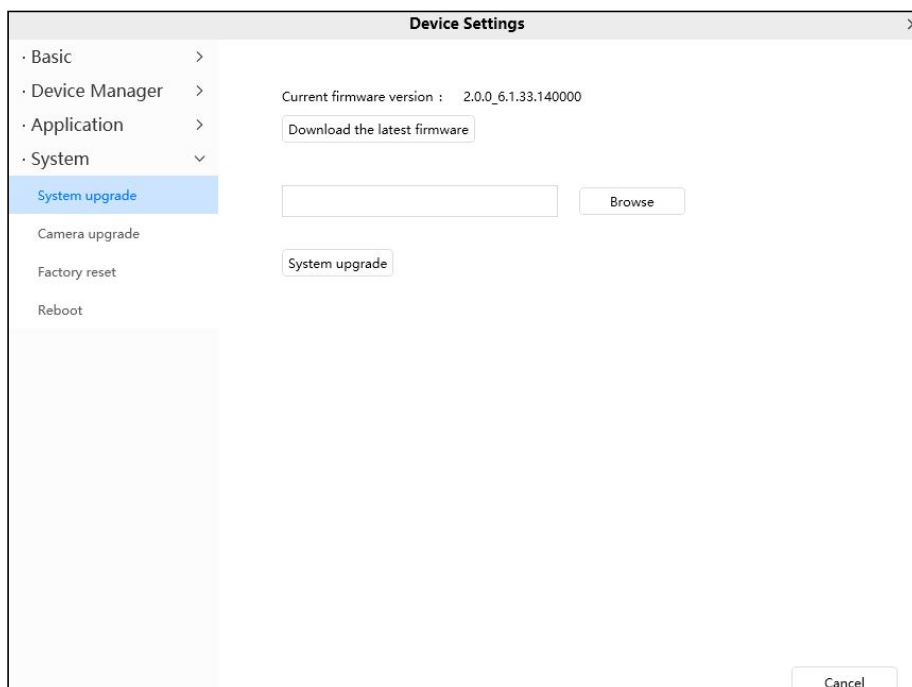 Device Settings
· Basic
· Device Manager
· Application
· System
System upgrade
Camera upgrade
Factory reset
Reboot
Current firmware version： 2.0.0_6.1.33.140000
Download the latest firmware
Browse
System upgrade
Cancel